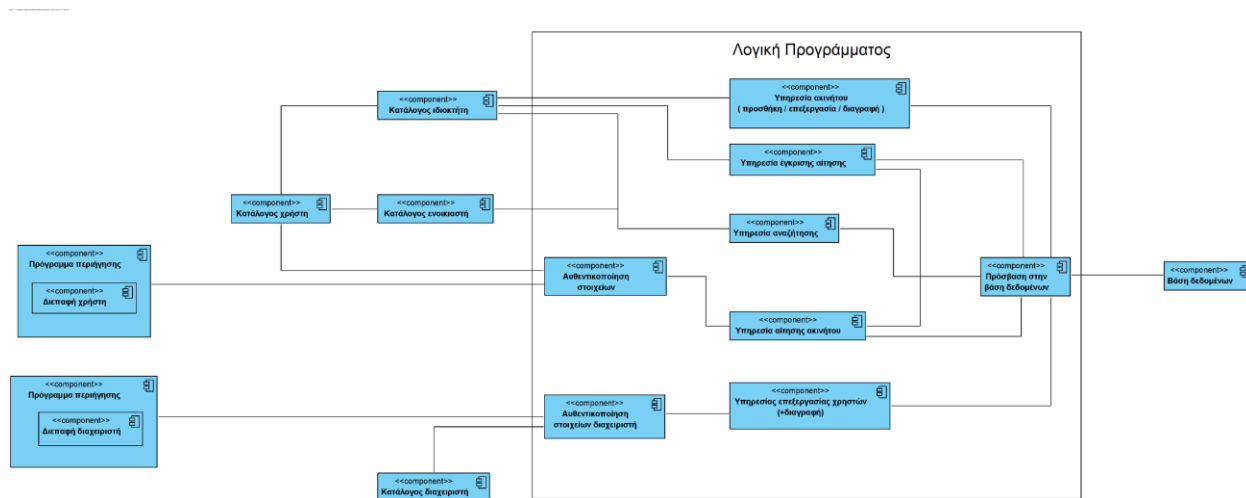 Λογική Προγράμματος
<<component>>
Κατάλογος ιδιοκτήτη
<<component>>
Υπηρεσία ακινήτου
( προσθήκη / επεξεργασία / διαγραφή )
<<component>>
Υπηρεσία έγκρισης αίτησης
<<component>>
Κατάλογος χρήστη
<<component>>
Κατάλογος ενοικιαστή
<<component>>
Υπηρεσία αναζήτησης
<<component>>
Πρόγραμμα περιήγησης
<<component>>
Διεπαφή χρήστη
<<component>>
Αυθεντικοποίηση
στοιχείων
<<component>>
Πρόσβαση στην
βάση δεδομένων
<<component>>
Βάση δεδομένων
<<component>>
Υπηρεσία αίτησης ακινήτου
<<component>>
Πρόγραμμα περιήγησης
<<component>>
Διεπαφή διαχειριστή
<<component>>
Αυθεντικοποίηση
στοιχείων διαχειριστή
<<component>>
Υπηρεσίας επεξεργασίας χρηστών
(+διαγραφή)
<<component>>
Κατάλογος διαχειριστή